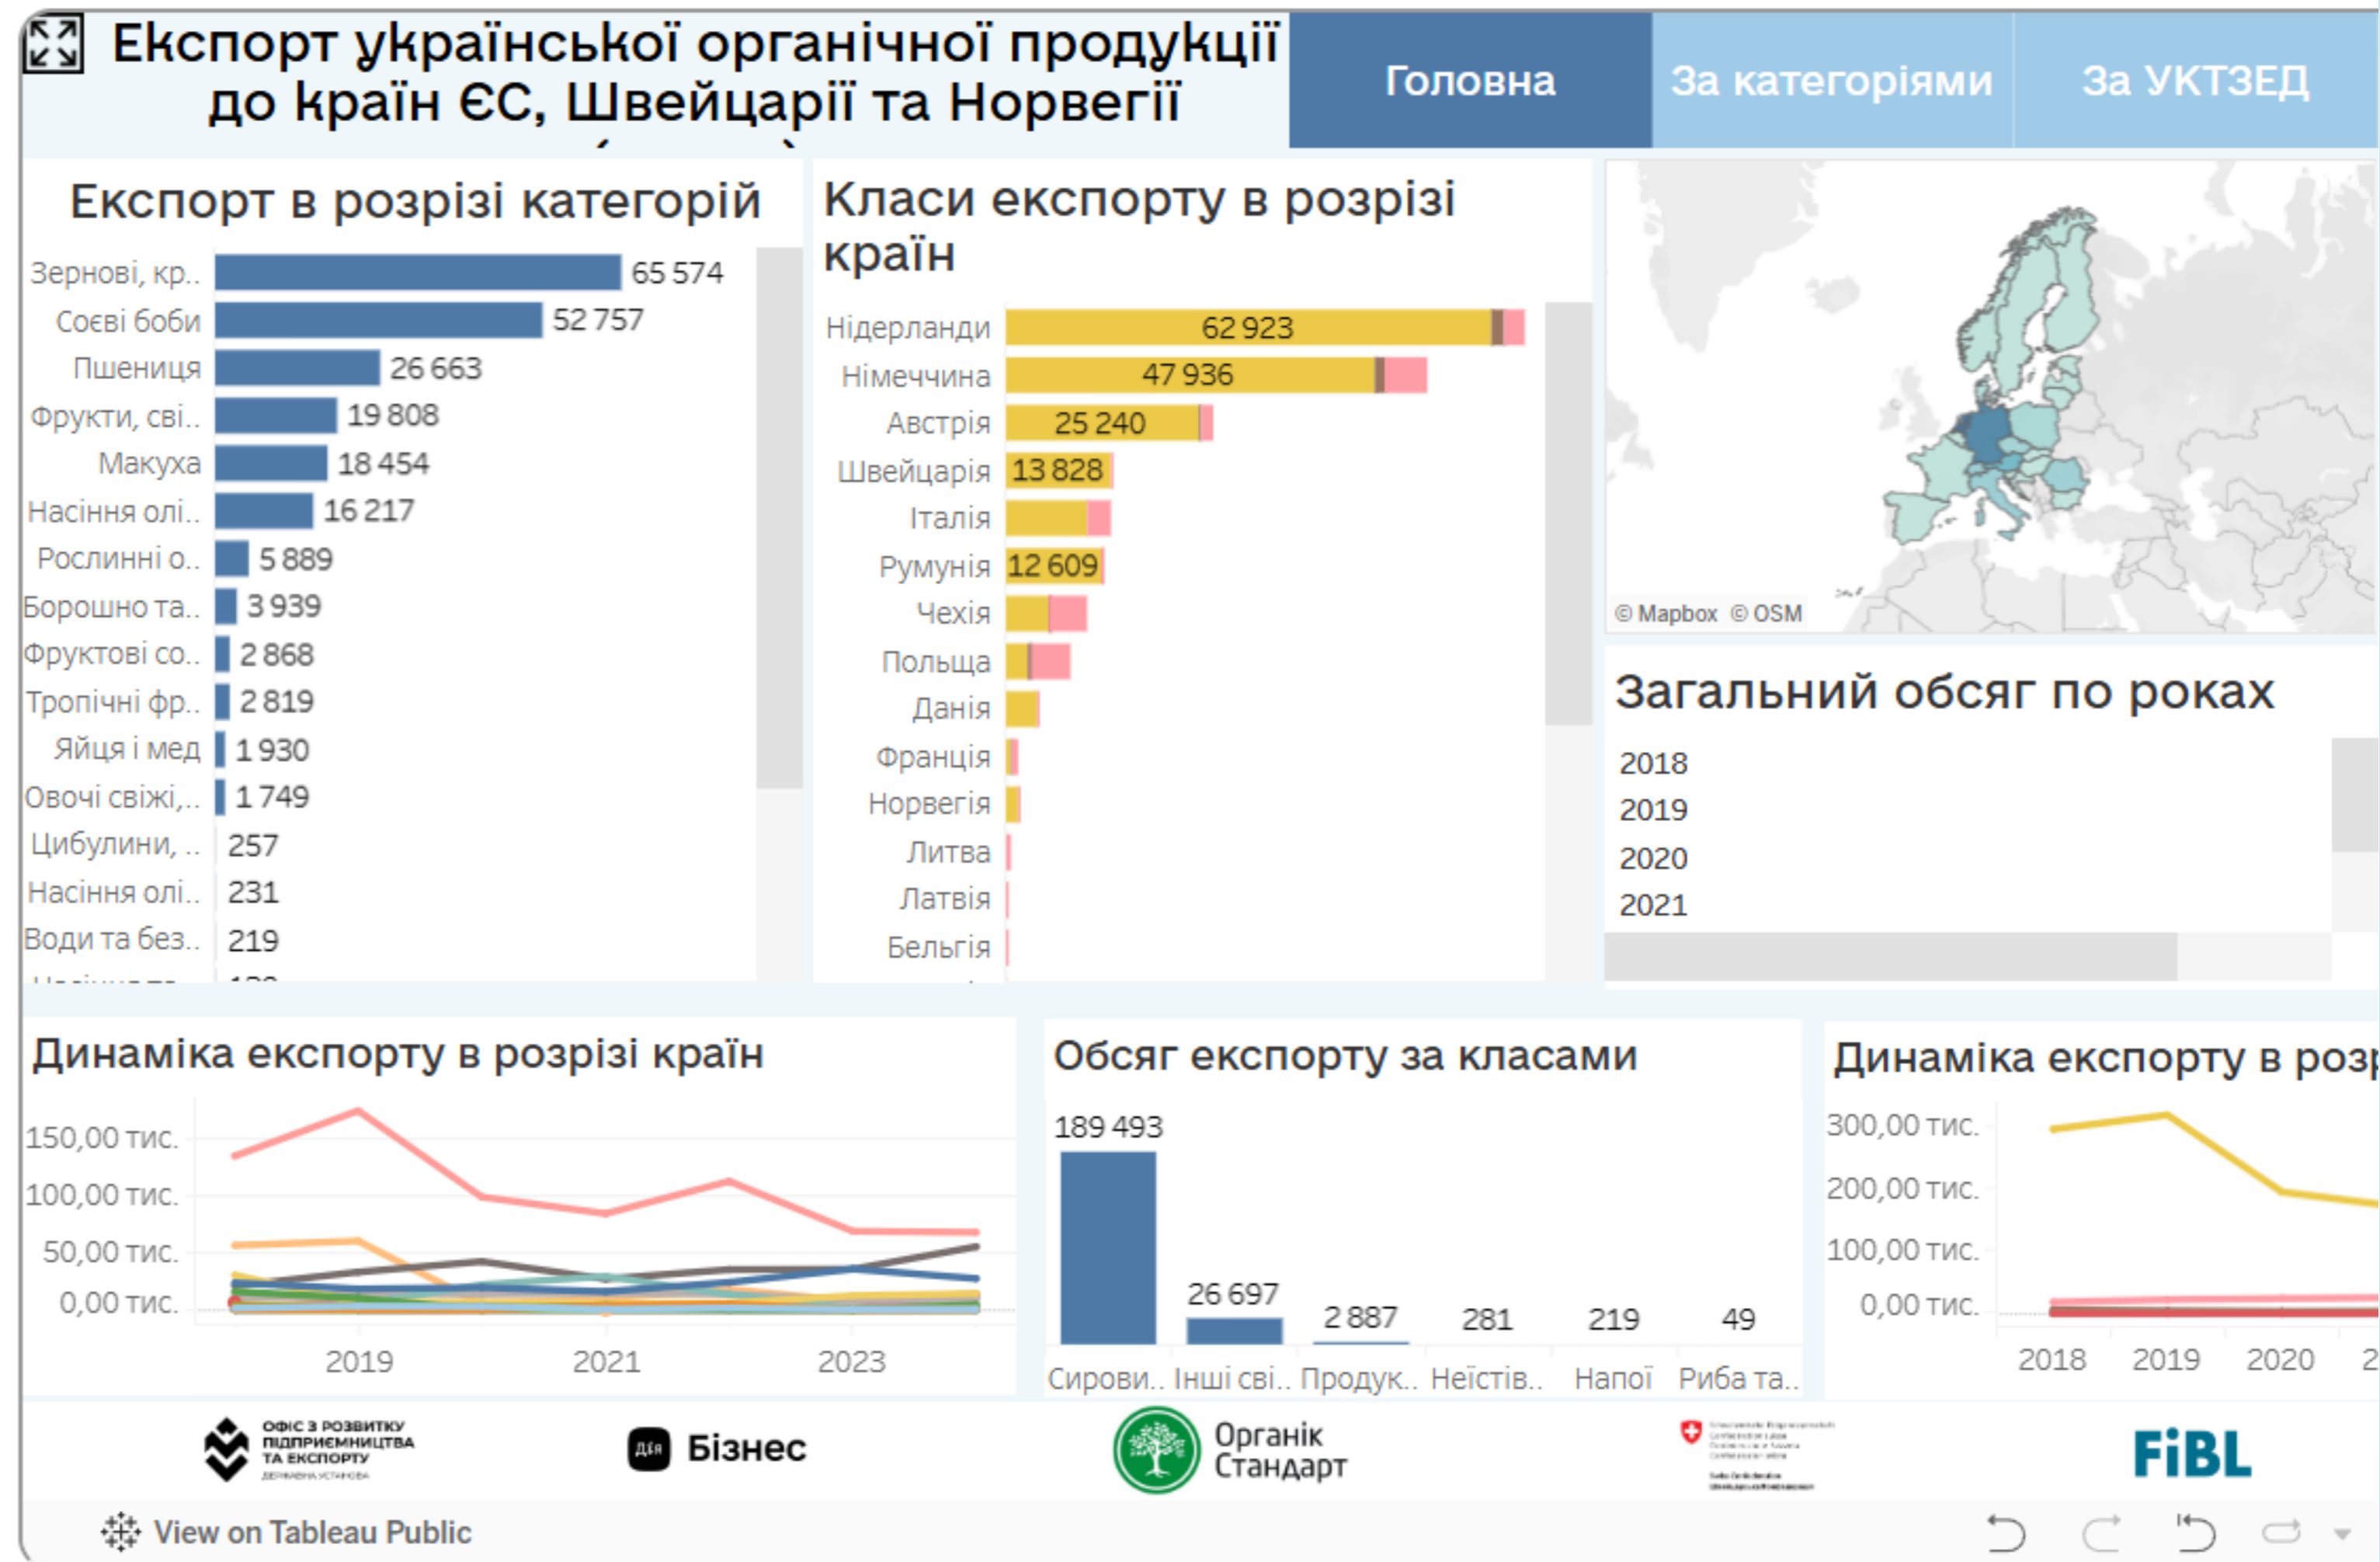 Експорт української органічної продукції
до країн ЄС, Швейцарії та Норвегії
Головна
За категоріями
За УКТЗЕД
Експорт в розрізі категорій
Зернові, кр.. 65 574
Соєві боби 52 757
Пшениця 26 663
Фрукти, сві.. 19 808
Макуха 18 454
Насіння олі.. 16 217
Рослинні о.. 5 889
Борошно та.. 3 939
Фруктові со.. 2 868
Тропічні фр.. 2 819
Яйця і мед 1 930
Овочі свіжі,.. 1 749
Цибулини, .. 257
Насіння олі.. 231
Води та без.. 219
Класи експорту в розрізі
країн
Нідерланди 62 923
Німеччина 47 936
Австрія 25 240
Швейцарія 13 828
Італія
Румунія 12 609
Чехія
Польща
Данія
Франція
Норвегія
Литва
Латвія
Бельгія
© Mapbox © OSM
Загальний обсяг по роках
2018
2019
2020
2021
Динаміка експорту в розрізі країн
150,00 тис.
100,00 тис.
50,00 тис.
0,00 тис.
2019 2021 2023
Обсяг експорту за класами
189 493 26 697 2 887 281 219 49
Сирови.. Інші сві.. Продук.. Неїстів.. Напої Риба та..
Динаміка експорту в розр
300,00 тис.
200,00 тис.
100,00 тис.
0,00 тис.
2018 2019 2020 2
ОФІС З РОЗВИТКУ
ПІДПРИЄМНИЦТВА
ТА ЕКСПОРТУ
ДЕРЖАВНА УСТАНОВА
Дія Бізнес
Органік
Стандарт
FiBL
View on Tableau Public